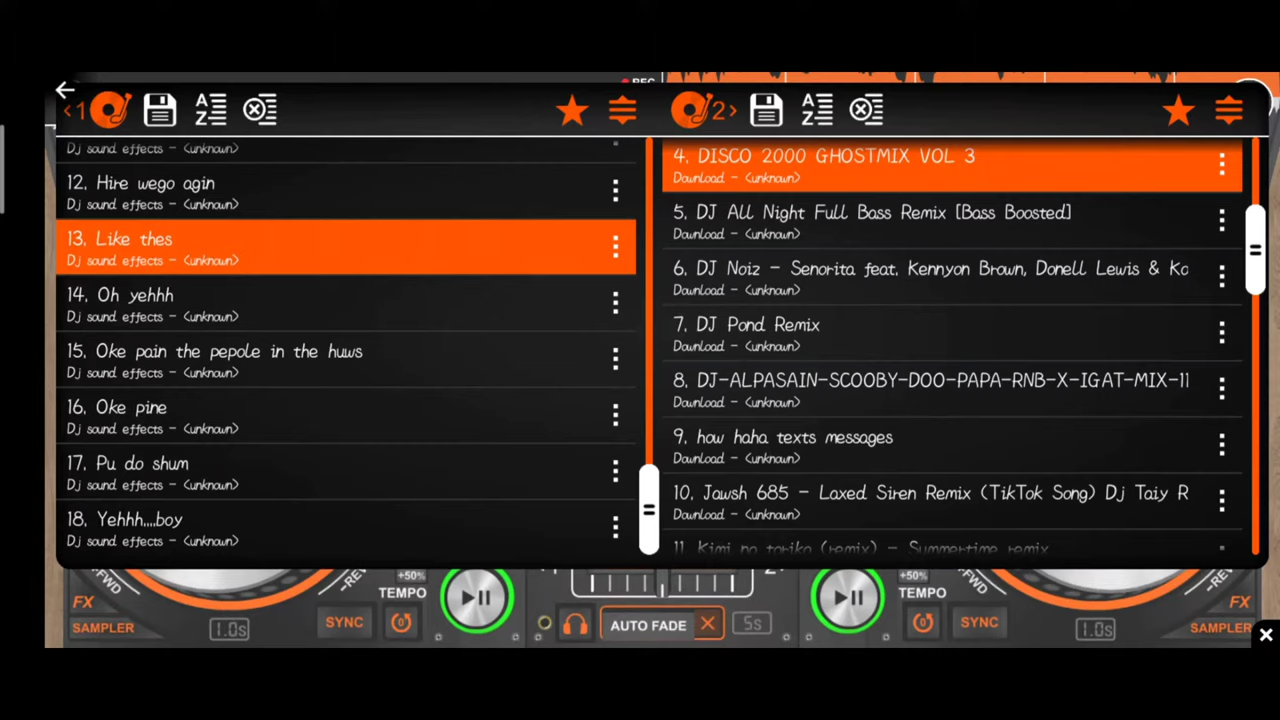 REC
<1
2>
Dj sound effects - <unknown>
12, Hire wego agin
Dj sound effects - <unknown>
13, Like thes
Dj sound effects - <unknown>
14, Oh yehhh
Dj sound effects - <unknown>
15, Oke pain the pepole in the huws
Dj sound effects - <unknown>
16, Oke pine
Dj sound effects - <unknown>
17, Pu do shum
Dj sound effects - <unknown>
18, Yehhh,,,,boy
Dj sound effects - <unknown>
4, DISCO 2000 GHOSTMIX VOL 3
Download - <unknown>
5, DJ All Night Full Bass Remix [Bass Boosted]
Download - <unknown>
6, DJ Noiz - Senorita feat, Kennyon Brown, Donell Lewis & Ko
Download - <unknown>
7, DJ Pond Remix
Download - <unknown>
8, DJ-ALPASAIN-SCOOBY-DOO-PAPA-RNB-X-IGAT-MIX-11
Download - <unknown>
9, how haha texts messages
Download - <unknown>
10, Jawsh 685 - Laxed Siren Remix (TikTok Song) Dj Taiy R
Download - <unknown>
11, Kimi no toriko (remix) - Summertime remix
FWD
-REV
+50%
TEMPO
FX
SAMPLER
1.0s
SYNC
0
AUTO FADE
5s
+50%
TEMPO
FWD
-REV
0
SYNC
1.0s
FX
SAMPLER